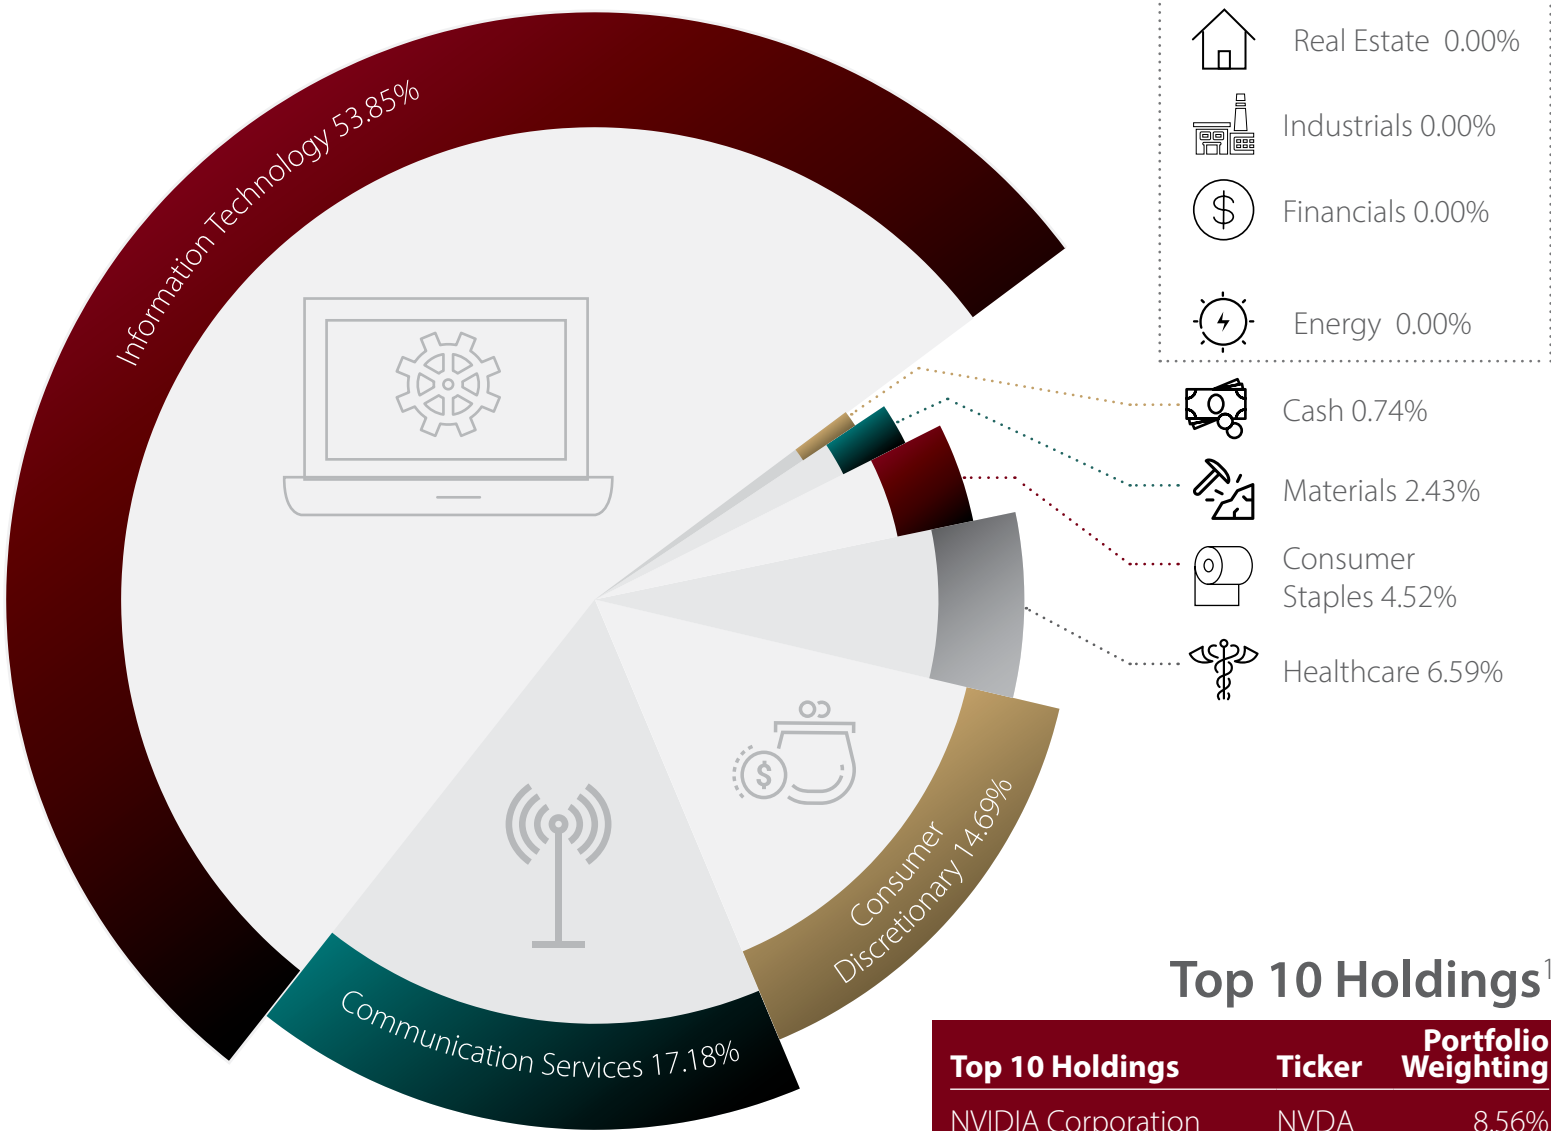 Information Technology 53.85%
Real Estate 0.00%
Industrials 0.00%
$
Financials 0.00%
Energy 0.00%
Cash 0.74%
Materials 2.43%
Consumer
Staples 4.52%
Healthcare 6.59%
$
Consumer
Discretionary 14.69%
Communication Services 17.18%
Top 10 Holdings1
Top 10 Holdings Ticker Portfolio
Weighting
NVIDIA Corporation NVDA 8.56%